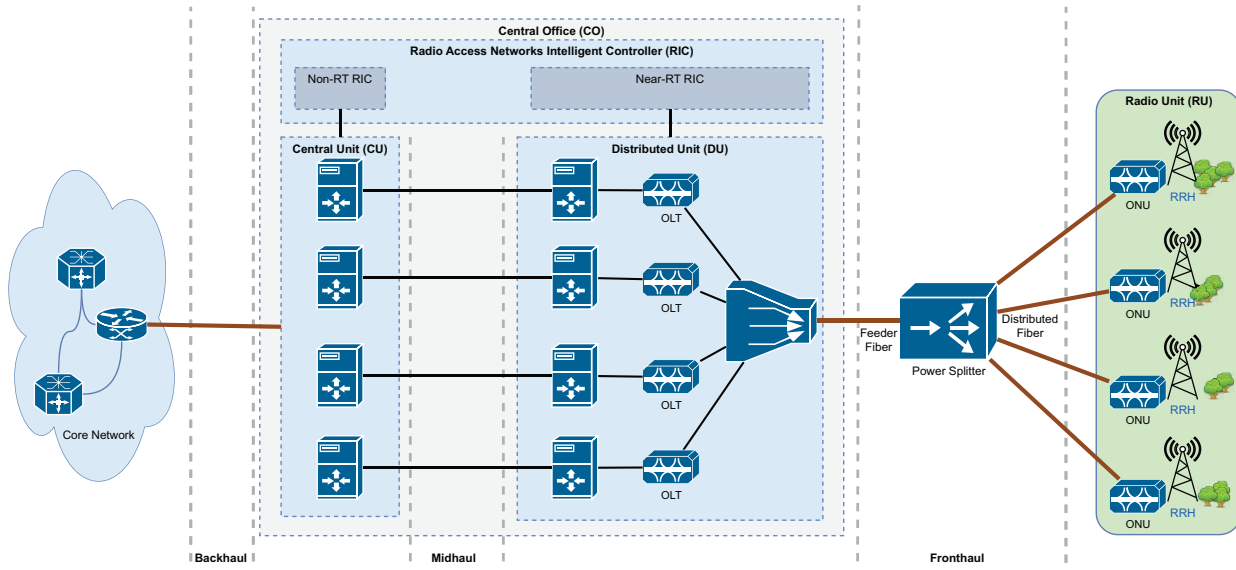 Central Office (CO)
Radio Access Networks Intelligent Controller (RIC)
Non-RT RIC
Near-RT RIC
Radio Unit (RU)
Central Unit (CU)
Distributed Unit (DU)
OLT
OLT
OLT
OLT
Core Network
Feeder
Fiber
Power Splitter
Distributed
Fiber
ONU
RRH
ONU
RRH
ONU
RRH
ONU
RRH
Backhaul
Midhaul
Fronthaul